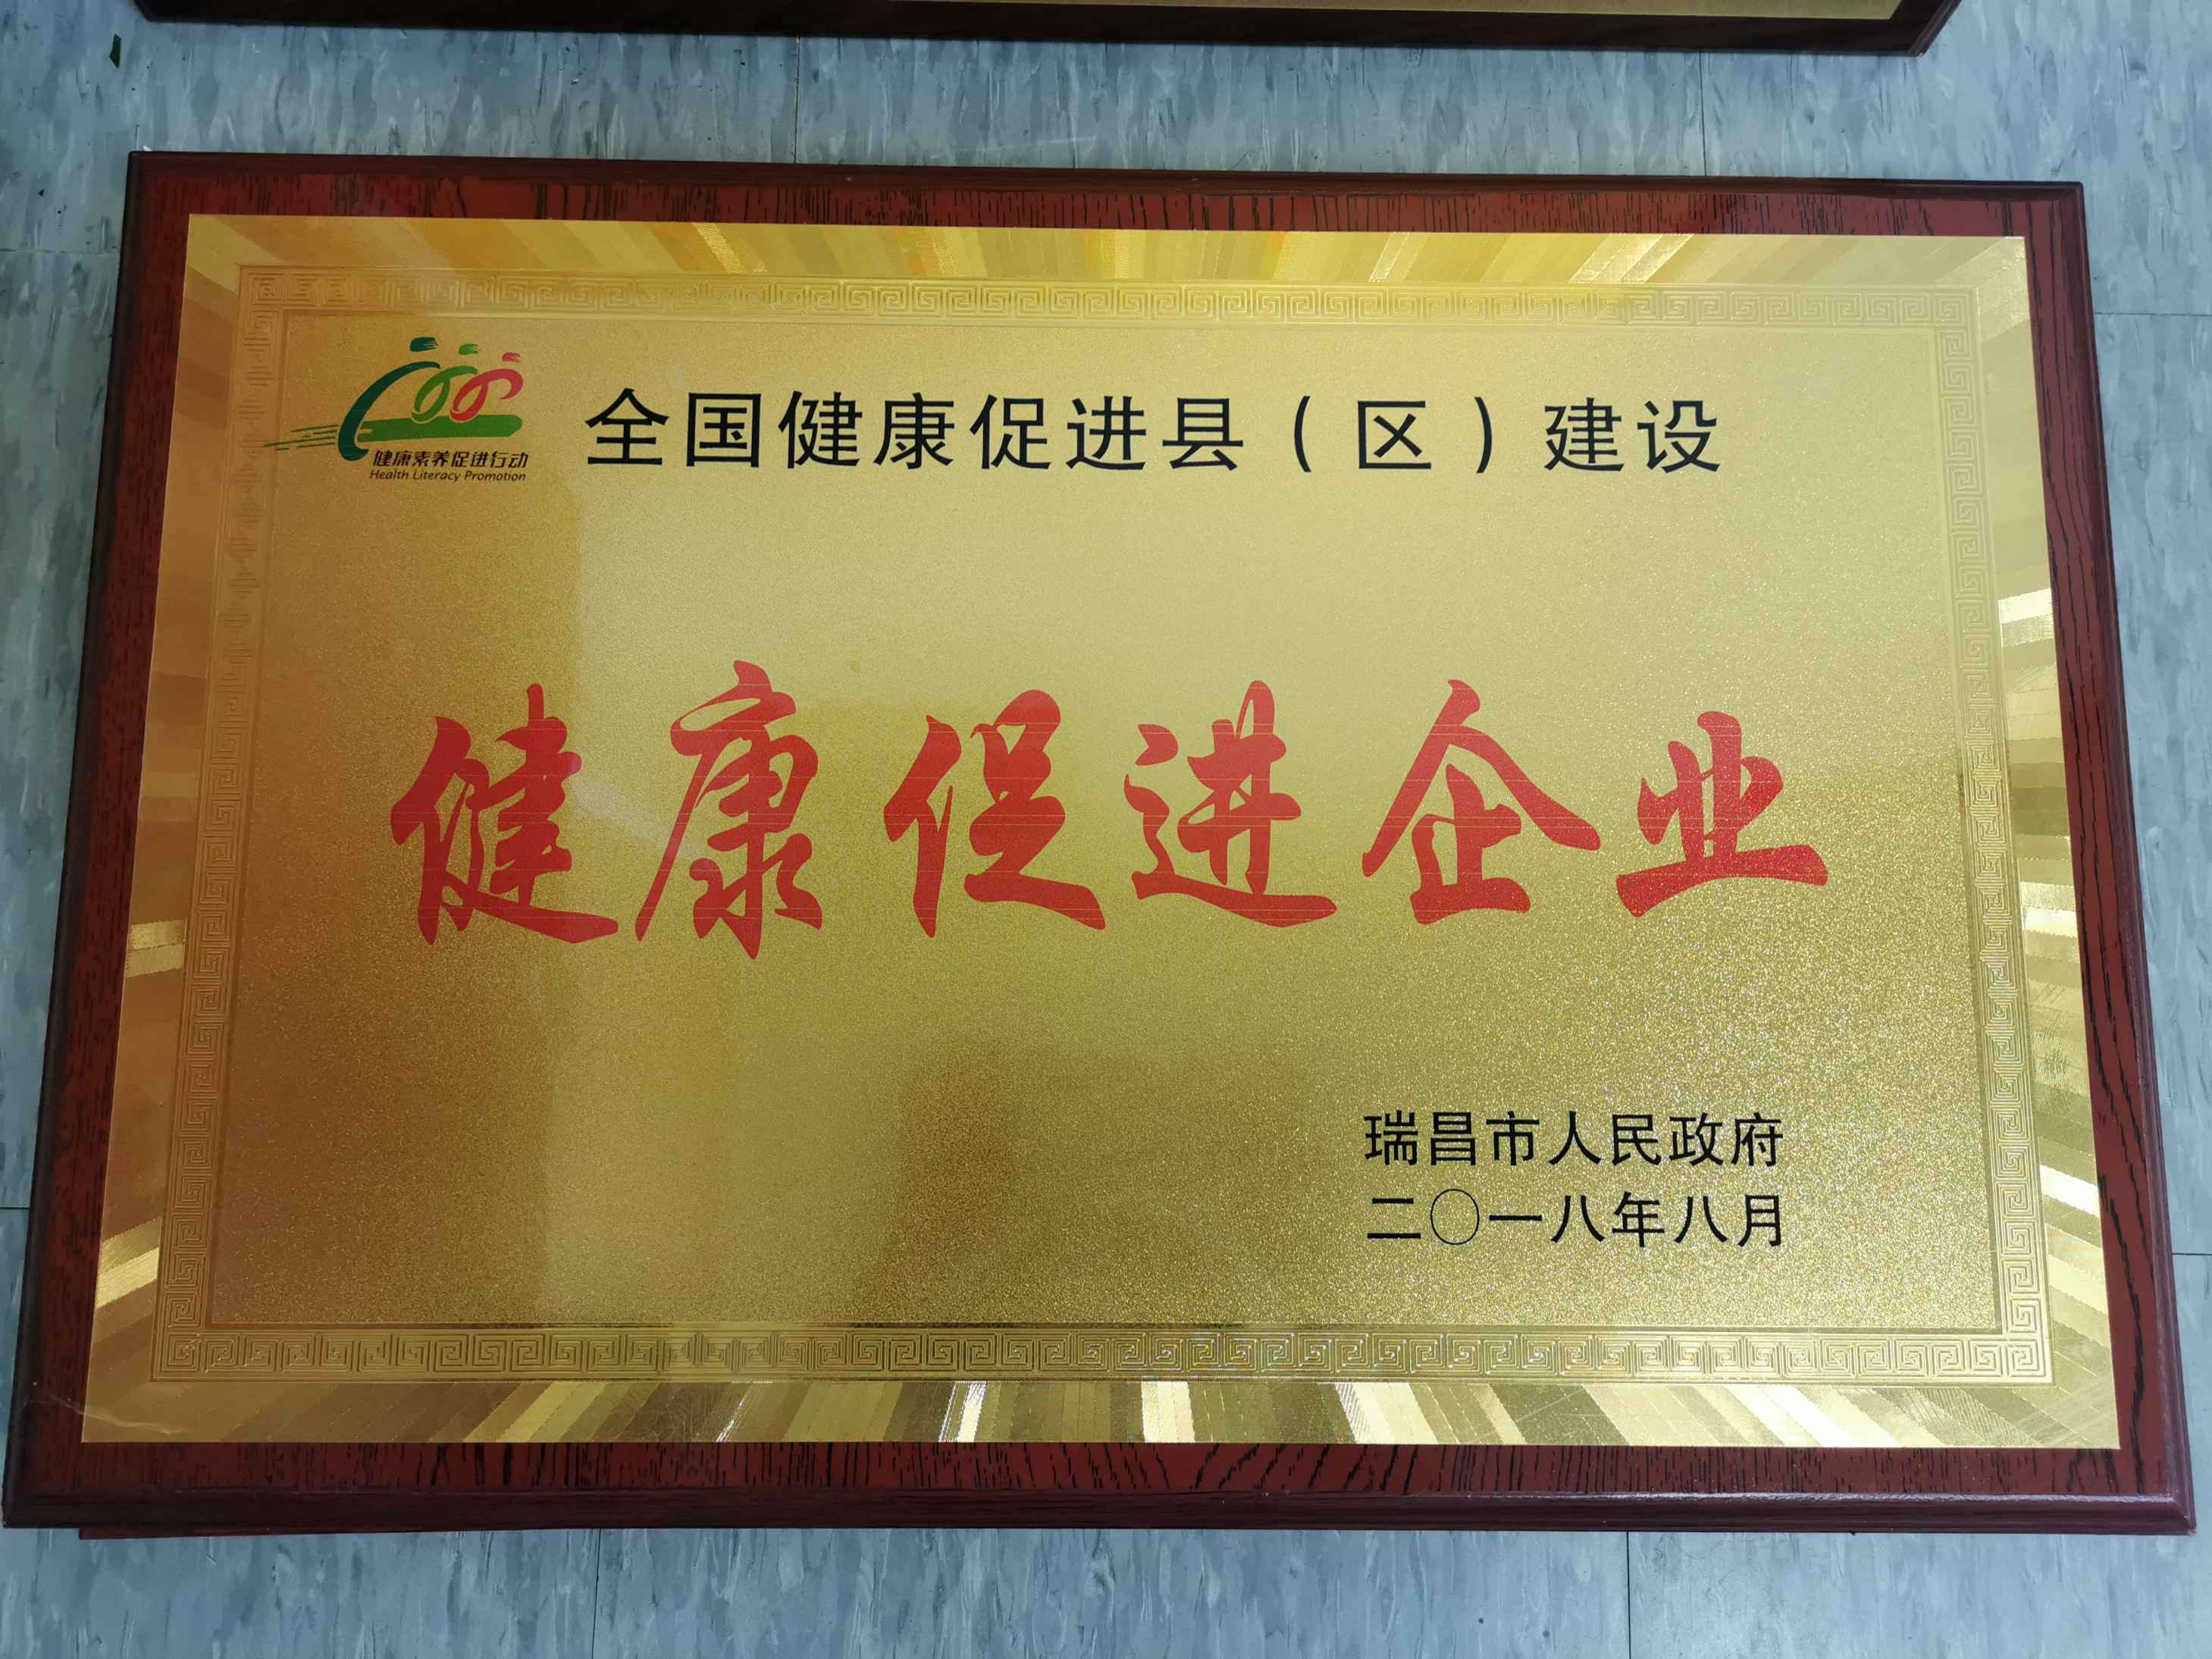 健康素养促进行动
Health Literacy Promotion
全国健康促进县（区）建设
健康促进企业
瑞昌市人民政府
二〇一八年八月